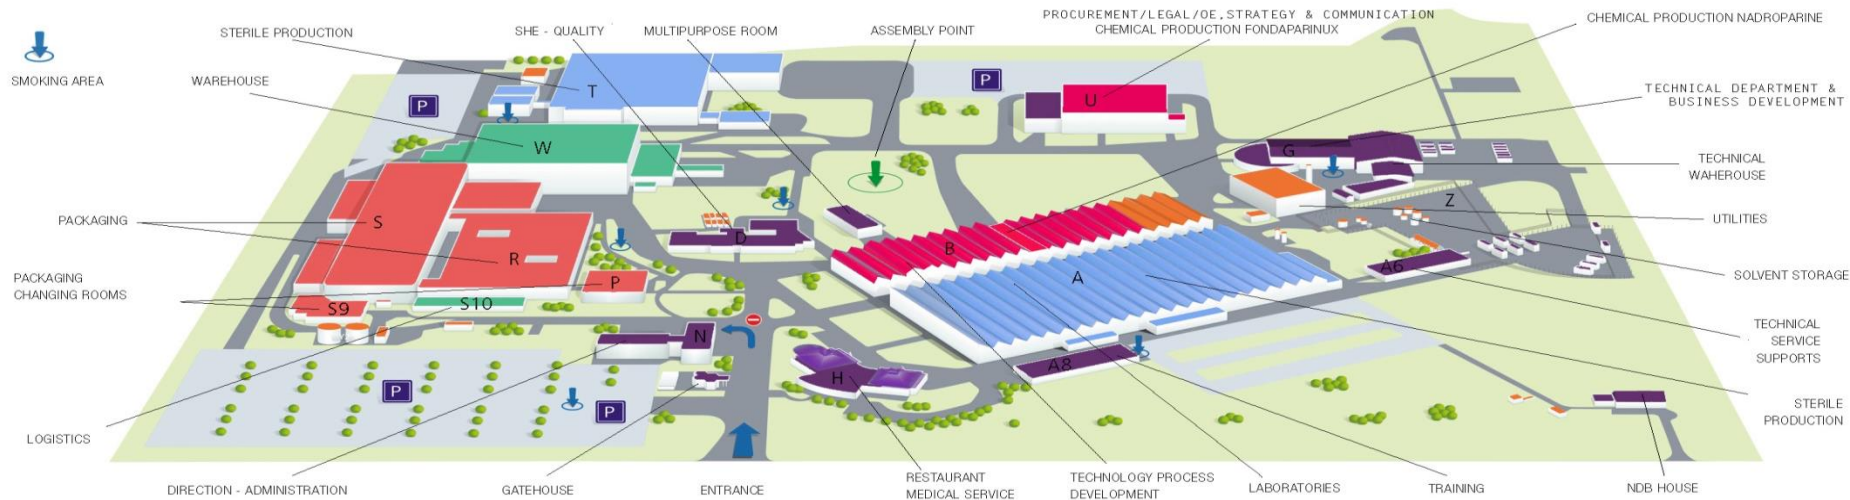 STERILE PRODUCTION
SHE - QUALITY
MULTIPURPOSE ROOM
ASSEMBLY POINT
PROCUREMENT/LEGAL/OE,STRATEGY & COMMUNICATION
CHEMICAL PRODUCTION FONDAPARINUX
CHEMICAL PRODUCTION NADROPARINE
SMOKING AREA
WAREHOUSE
TECHNICAL DEPARTMENT &
BUSINESS DEVELOPMENT
P
P
T
U
W
G
TECHNICAL
WAHEROUSE
Z
PACKAGING
S
UTILITIES
D
B
R
A
A6
SOLVENT STORAGE
PACKAGING
CHANGING ROOMS
P
S9
S10
N
TECHNICAL
SERVICE
SUPPORTS
A8
H
P
P
STERILE
PRODUCTION
LOGISTICS
DIRECTION - ADMINISTRATION
GATEHOUSE
ENTRANCE
RESTAURANT
MEDICAL SERVICE
TECHNOLOGY PROCESS
DEVELOPMENT
LABORATORIES
TRAINING
NDB HOUSE